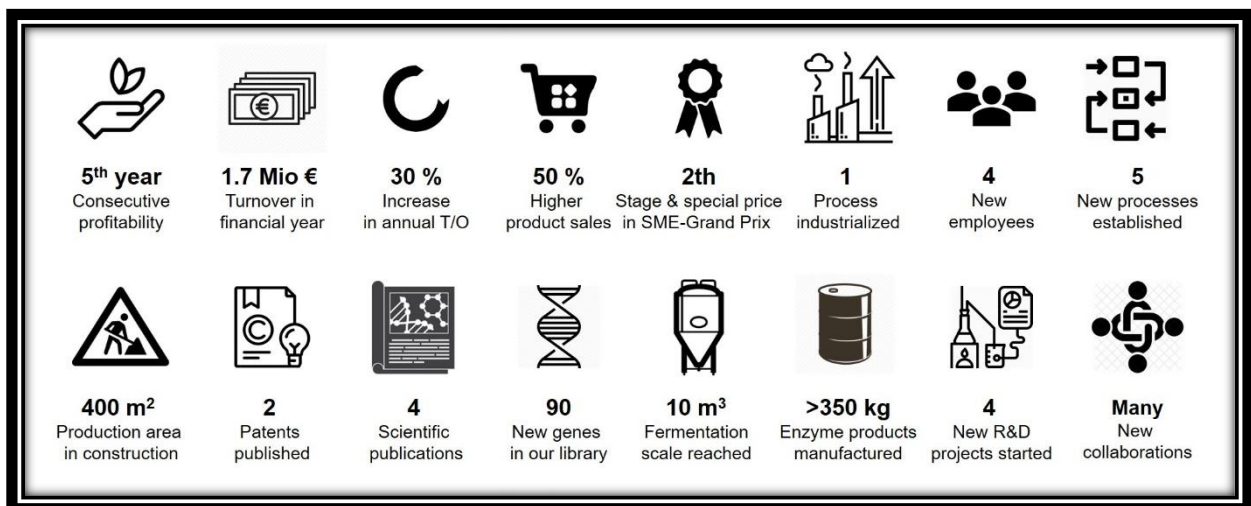 5th year
Consecutive
profitability
1.7 Mio €
Turnover in
financial year
30 %
Increase
in annual T/O
50 %
Higher
product sales
2th
Stage & special price
in SME-Grand Prix
1
Process
industrialized
4
New
employees
5
New processes
established
400 m²
Production area
in construction
2
Patents
published
4
Scientific
publications
90
New genes
in our library
10 m³
Fermentation
scale reached
>350 kg
Enzyme products
manufactured
4
New R&D
projects started
Many
New
collaborations